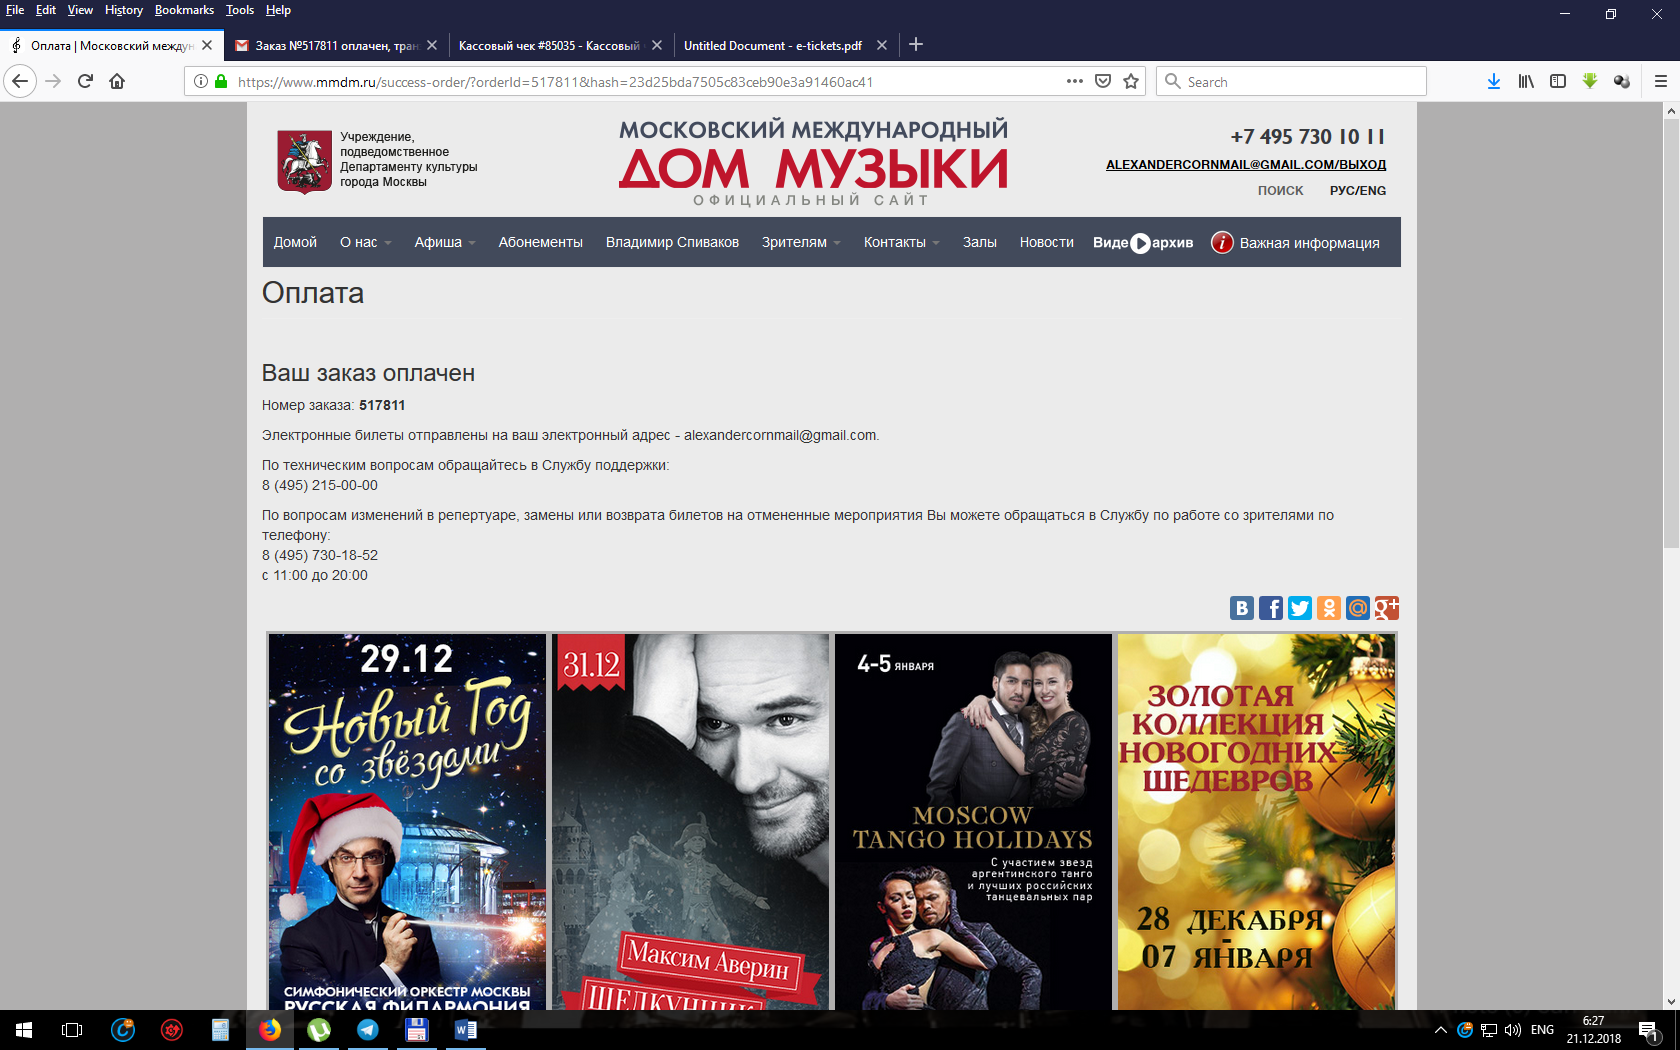 File Edit View History Bookmarks Tools Help
Оплата | Московский междун
Заказ №517811 оплачен, тран
Кассовый чек #85035 - Кассовый
Untitled Document - e-tickets.pdf
https://www.mmdm.ru/success-order/?orderId=517811&hash=23d25bda7505c83ceb90e3a91460ac41
Search
Учреждение,
подведомственное
Департаменту культуры
города Москвы
МОСКОВСКИЙ МЕЖДУНАРОДНЫЙ
ДОМ МУЗЫКИ
ОФИЦИАЛЬНЫЙ САЙТ
+7 495 730 10 11
ALEXANDERCORNMAIL@GMAIL.COM/ВЫХОД
ПОИСК РУС/ENG
Домой О нас Афиша Абонементы Владимир Спиваков Зрителям Контакты Залы Новости Видеоархив Важная информация
Оплата
Ваш заказ оплачен
Номер заказа: 517811
Электронные билеты отправлены на ваш электронный адрес - alexandercornmail@gmail.com.
По техническим вопросам обращайтесь в Службу поддержки:
8 (495) 215-00-00
По вопросам изменений в репертуаре, замены или возврата билетов на отмененные мероприятия Вы можете обращаться в Службу по работе со зрителями по
телефону:
8 (495) 730-18-52
с 11:00 до 20:00
29.12
Новый Год
со звёздами
СИМФОНИЧЕСКИЙ ОРКЕСТР МОСКВЫ
РУССКАЯ ФИЛАРМОНИЯ
31.12
Максим Аверин
ЩЕЛКУНЧИК
4-5 ЯНВАРЯ
MOSCOW
TANGO HOLIDAYS
С участием звезд
аргентинского танго
и лучших российских
танцевальных пар
ЗОЛОТАЯ
КОЛЛЕКЦИЯ
НОВОГОДНИХ
ШЕДЕВРОВ
28 ДЕКАБРЯ
-
07 ЯНВАРЯ
ENG
6:27
21.12.2018
1